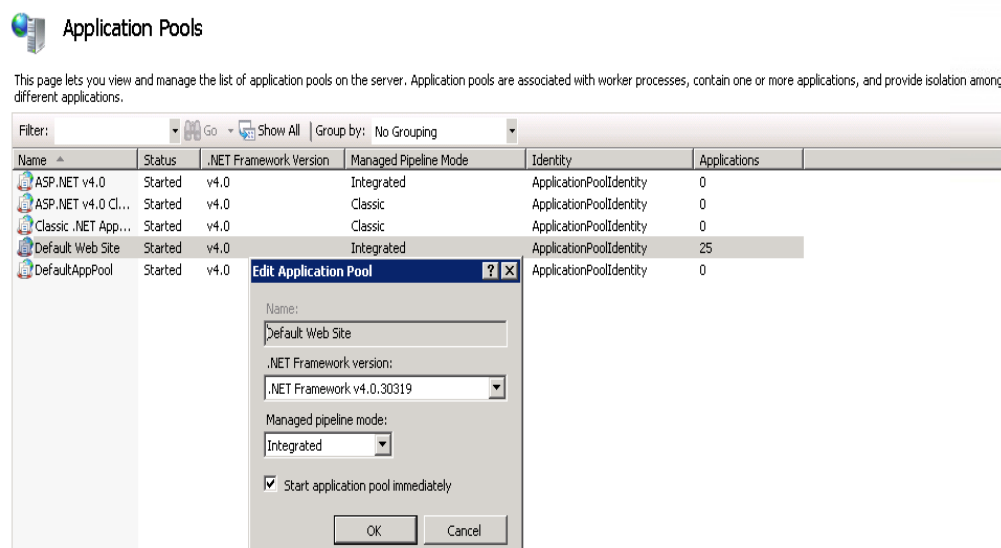 Application Pools
This page lets you view and manage the list of application pools on the server. Application pools are associated with worker processes, contain one or more applications, and provide isolation among
different applications.
Filter: Go Show All Group by: No Grouping
Name Status .NET Framework Version Managed Pipeline Mode Identity Applications
ASP.NET v4.0 Started v4.0 Integrated ApplicationPoolIdentity 0
ASP.NET v4.0 Cl... Started v4.0 Classic ApplicationPoolIdentity 0
Classic .NET App... Started v4.0 Classic ApplicationPoolIdentity 0
Default Web Site Started v4.0 Integrated ApplicationPoolIdentity 25
DefaultAppPool Started v4.0 ApplicationPoolIdentity 0
Edit Application Pool
Name:
Default Web Site
.NET Framework version:
.NET Framework v4.0.30319
Managed pipeline mode:
Integrated
Start application pool immediately
OK Cancel